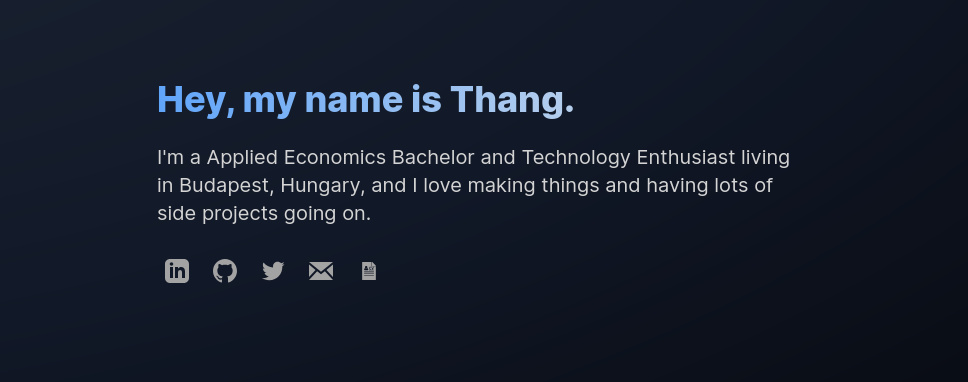 Hey, my name is Thang.
I'm a Applied Economics Bachelor and Technology Enthusiast living
in Budapest, Hungary, and I love making things and having lots of
side projects going on.